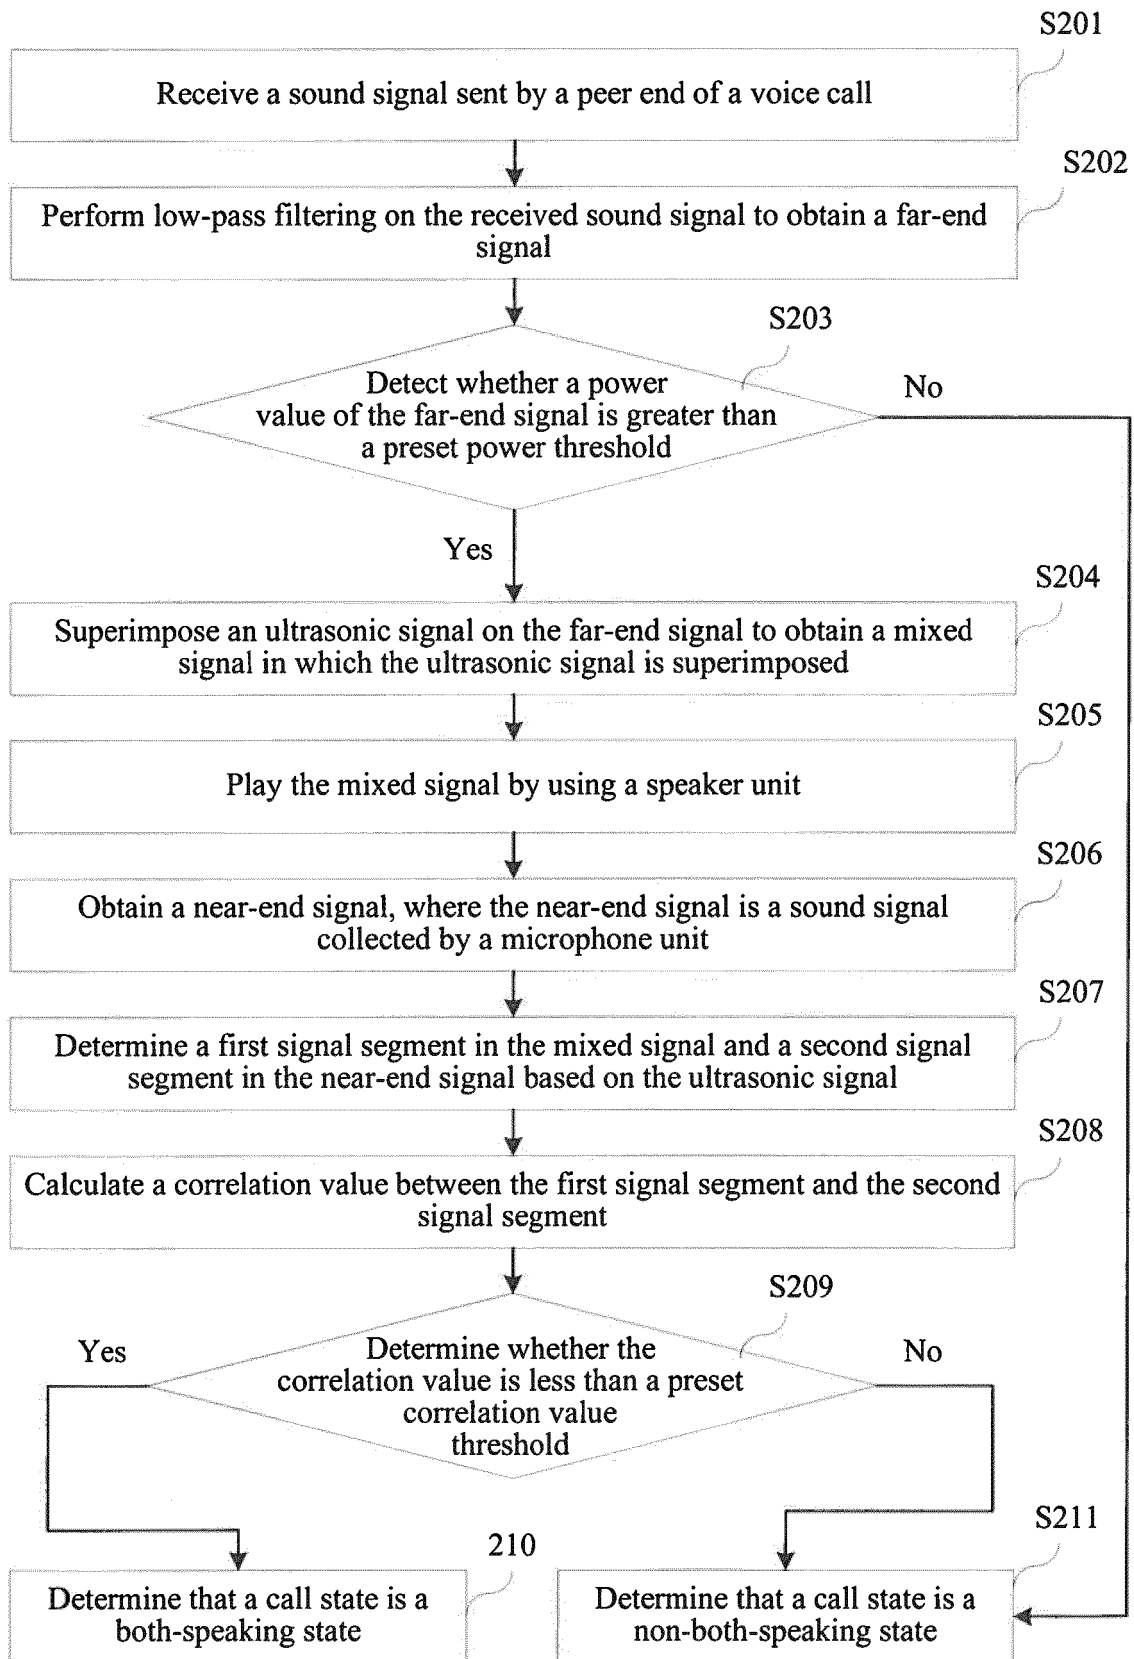 S201
Receive a sound signal sent by a peer end of a voice call
S202
Perform low-pass filtering on the received sound signal to obtain a far-end
signal
S203
Detect whether a power
value of the far-end signal is greater than
a preset power threshold
No
Yes
S204
Superimpose an ultrasonic signal on the far-end signal to obtain a mixed
signal in which the ultrasonic signal is superimposed
S205
Play the mixed signal by using a speaker unit
S206
Obtain a near-end signal, where the near-end signal is a sound signal
collected by a microphone unit
S207
Determine a first signal segment in the mixed signal and a second signal
segment in the near-end signal based on the ultrasonic signal
S208
Calculate a correlation value between the first signal segment and the second
signal segment
S209
Yes
Determine whether the
correlation value is less than a preset
correlation value
threshold
No
210
Determine that a call state is a
both-speaking state
S211
Determine that a call state is a
non-both-speaking state